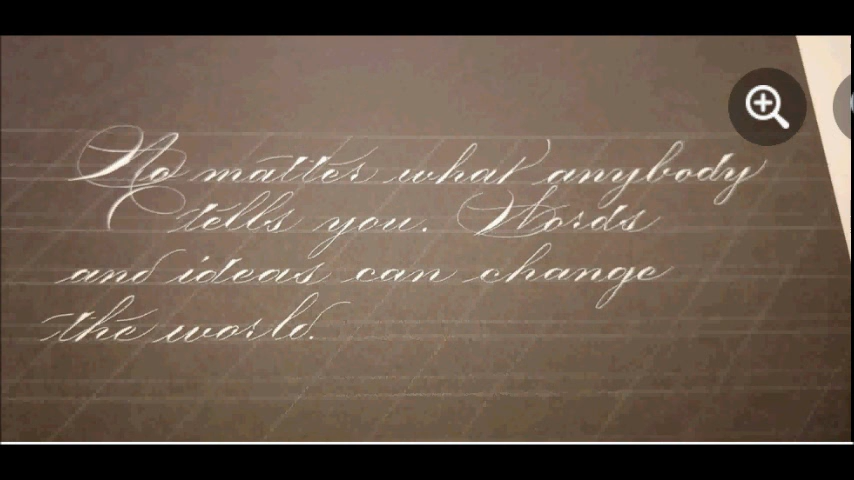 No matter what anybody
tells you. Words
and ideas can change
the world.